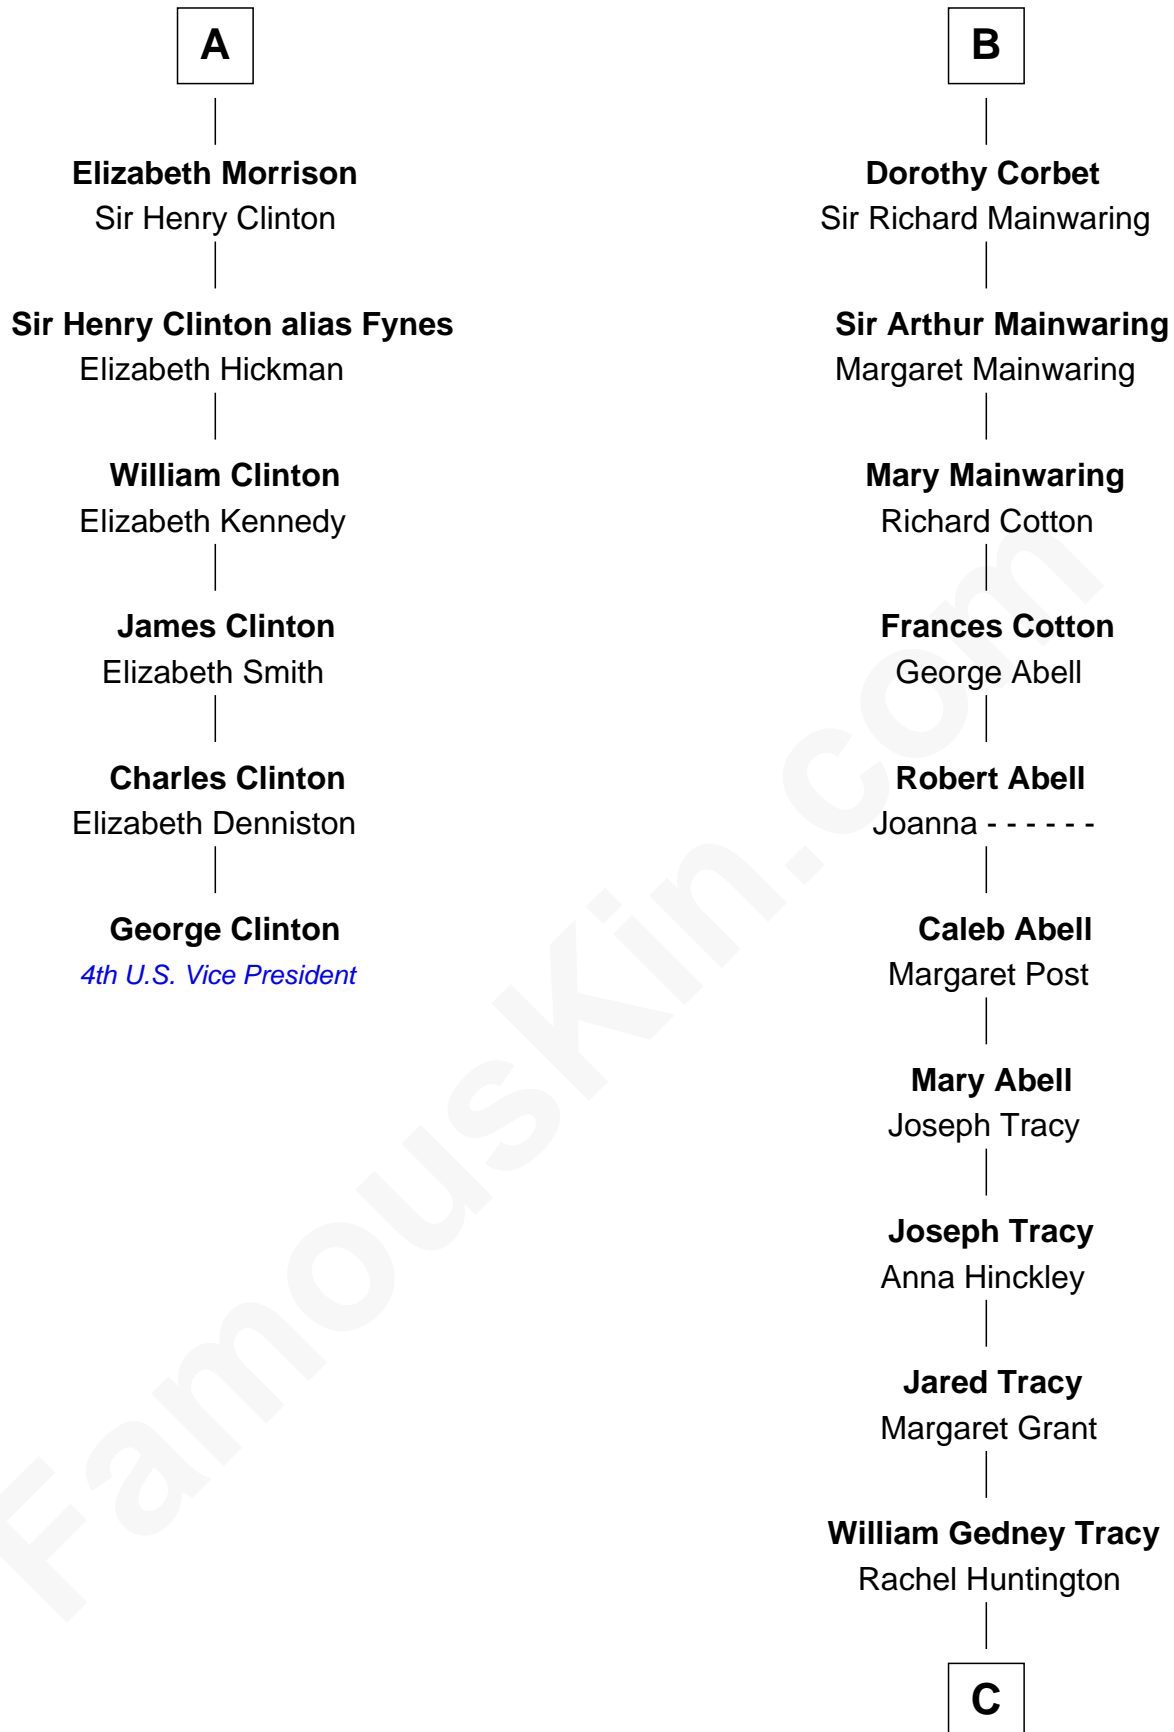 A
Elizabeth Morrison
Sir Henry Clinton
Sir Henry Clinton alias Fynes
Elizabeth Hickman
William Clinton
Elizabeth Kennedy
James Clinton
Elizabeth Smith
Charles Clinton
Elizabeth Denniston
George Clinton
4th U.S. Vice President
B
Dorothy Corbet
Sir Richard Mainwaring
Sir Arthur Mainwaring
Margaret Mainwaring
Mary Mainwaring
Richard Cotton
Frances Cotton
George Abell
Robert Abell
Joanna - - - - - -
Caleb Abell
Margaret Post
Mary Abell
Joseph Tracy
Joseph Tracy
Anna Hinckley
Jared Tracy
Margaret Grant
William Gedney Tracy
Rachel Huntington
C
FamousKin.com